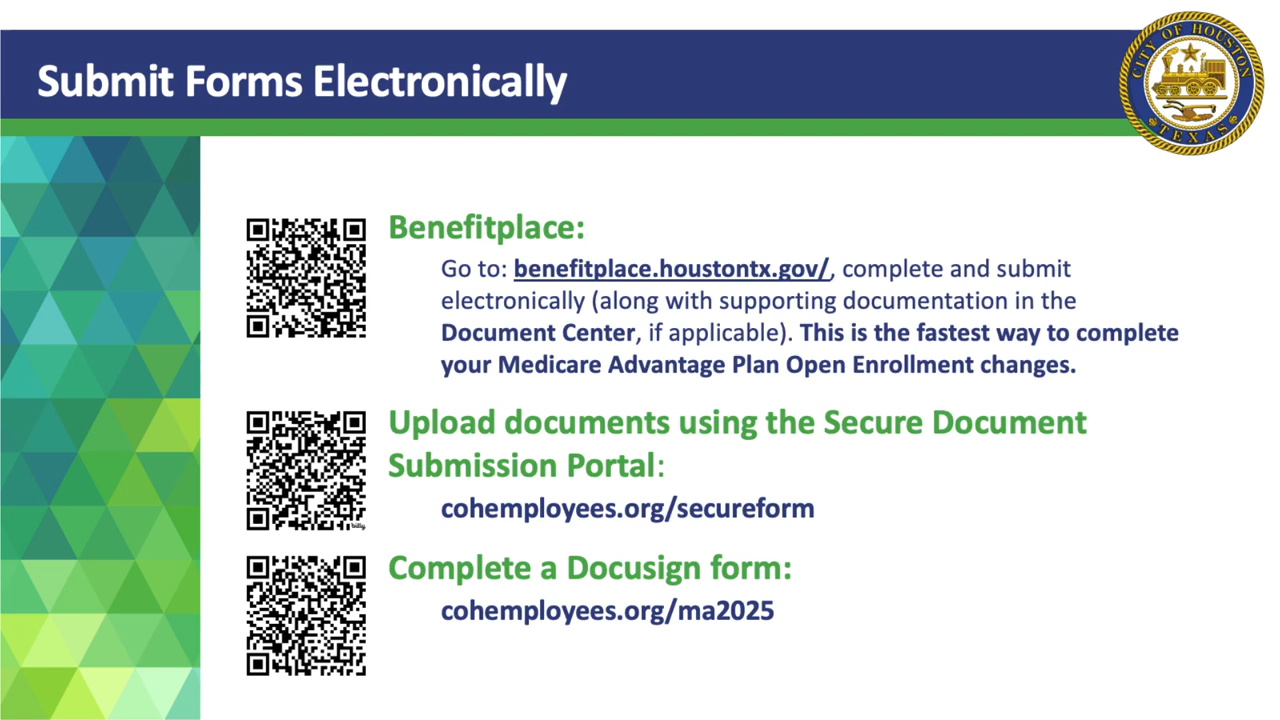 Submit Forms Electronically
CITY OF HOUSTON
TEXAS
Benefitplace:
Go to: benefitplace.houstontx.gov/, complete and submit
electronically (along with supporting documentation in the
Document Center, if applicable). This is the fastest way to complete
your Medicare Advantage Plan Open Enrollment changes.
Upload documents using the Secure Document
Submission Portal:
cohemployees.org/secureform
bitly
Complete a Docusign form:
cohemployees.org/ma2025